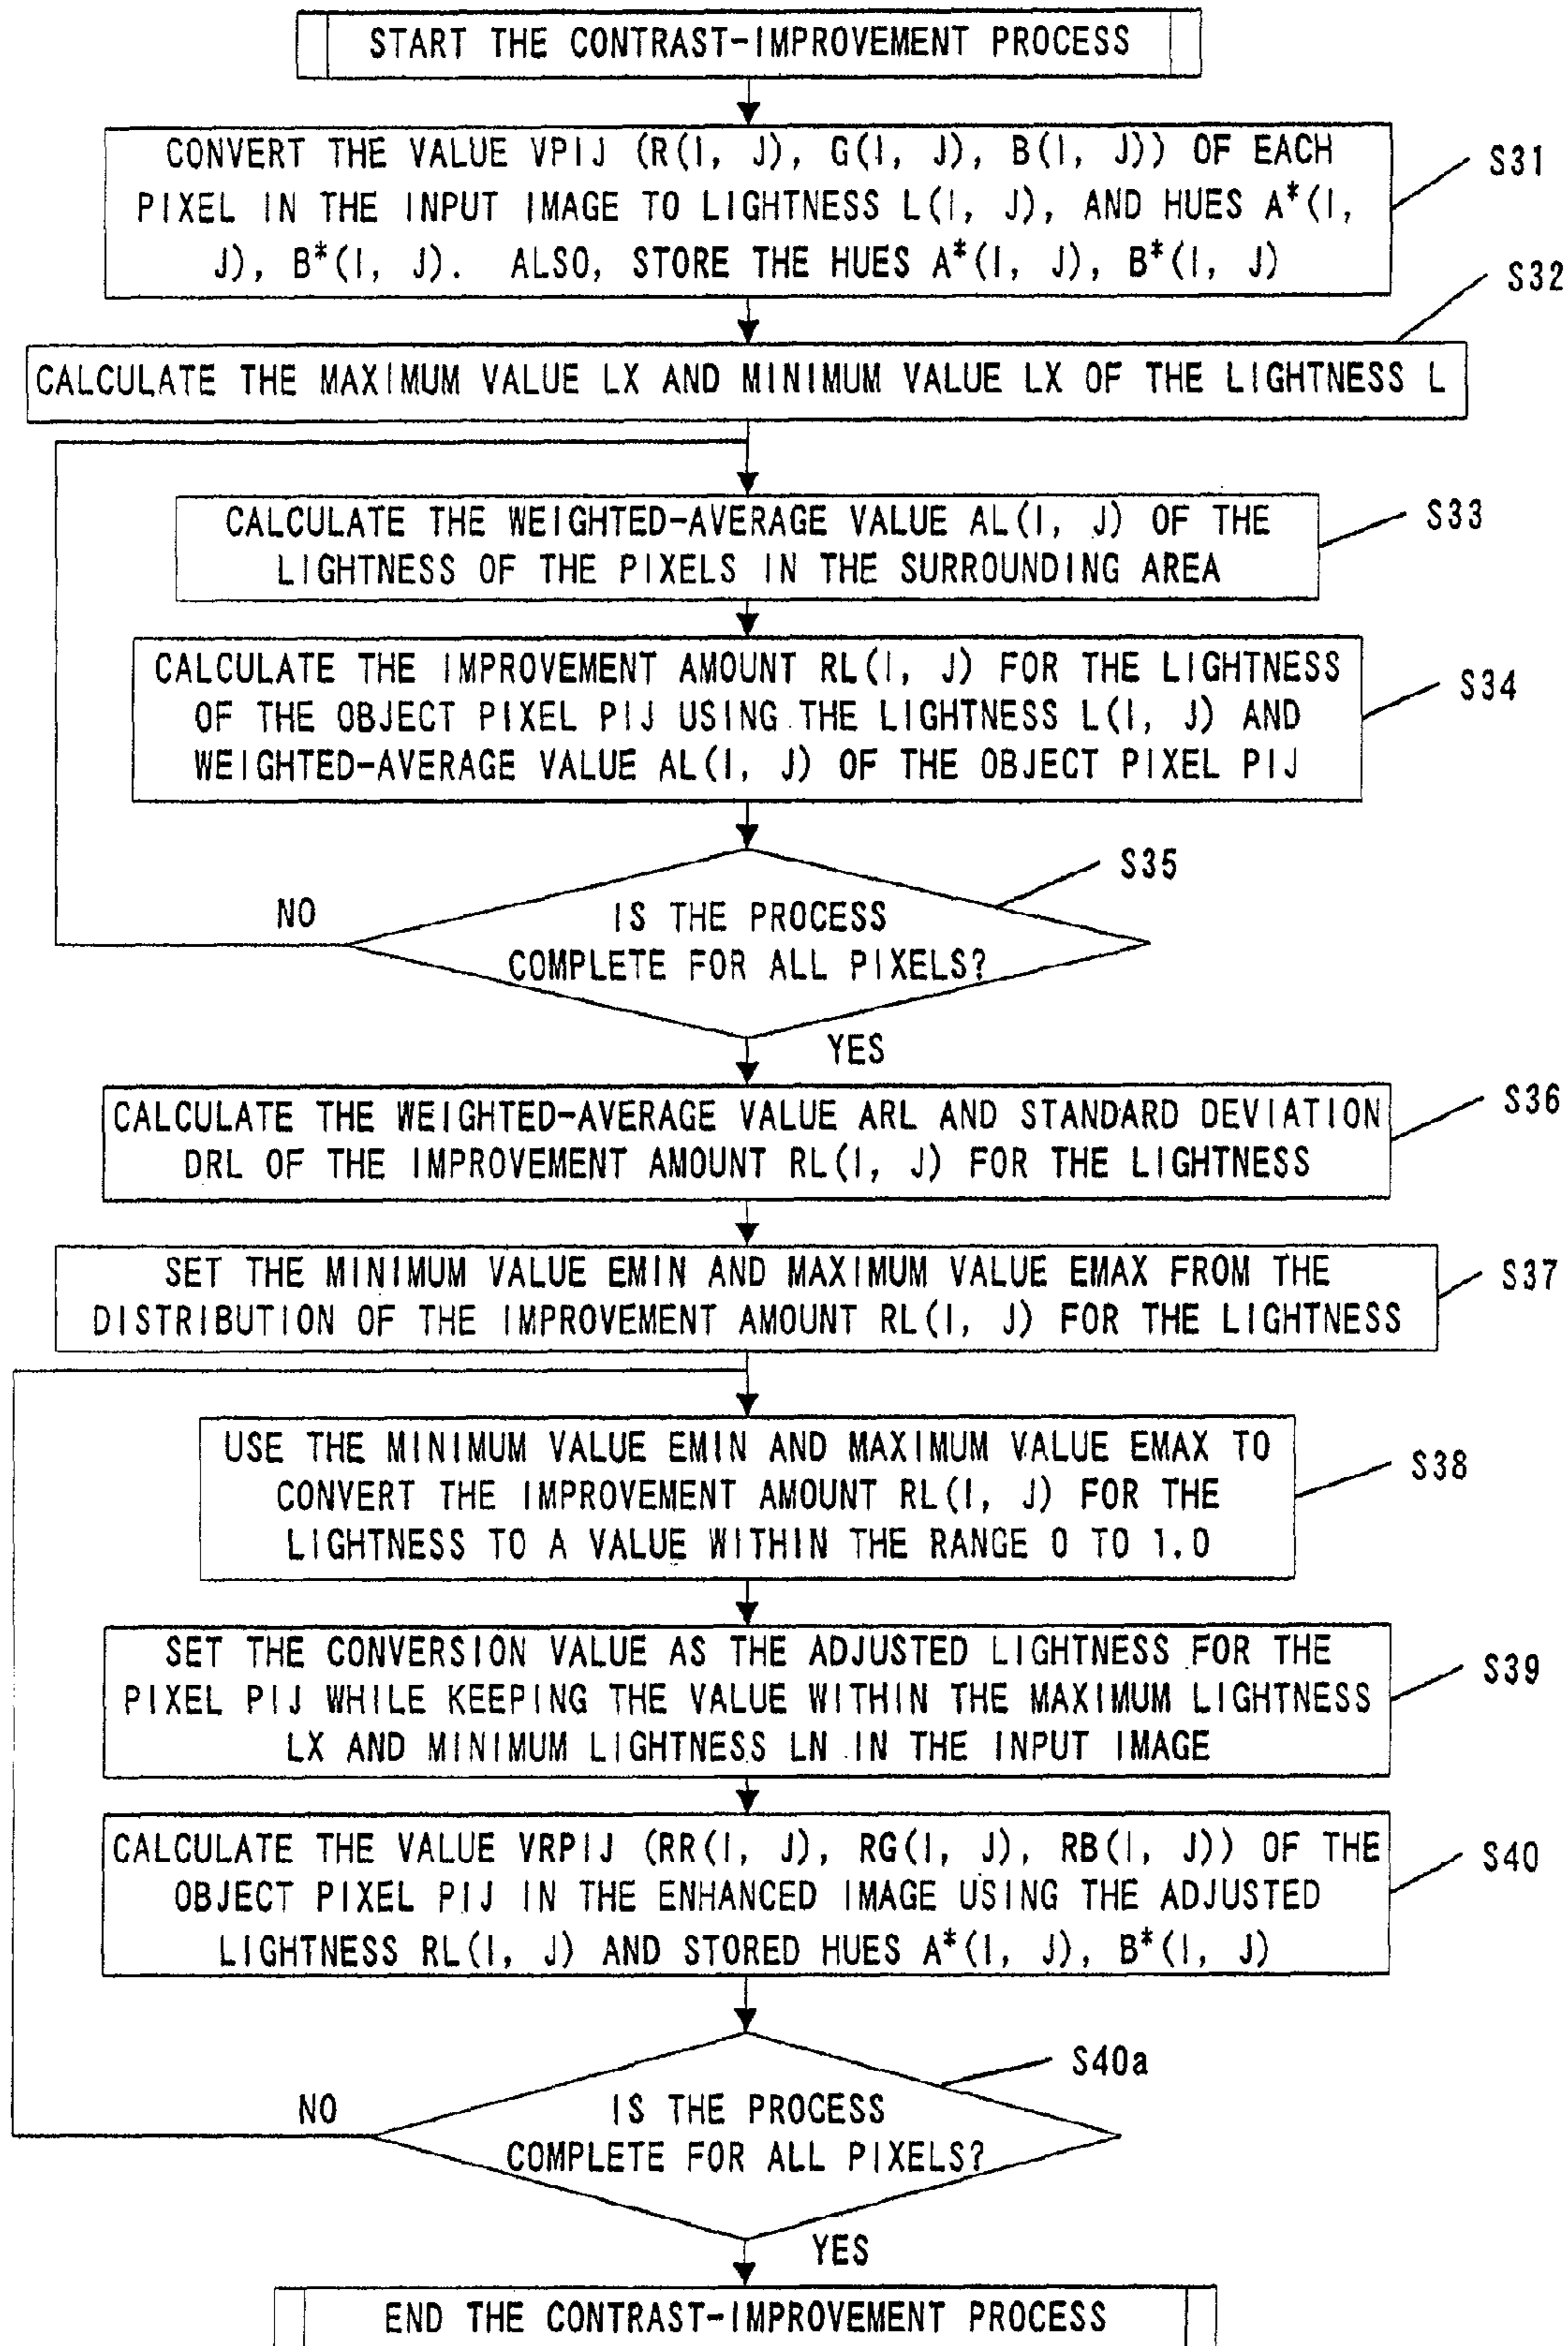 START THE CONTRAST-IMPROVEMENT PROCESS
CONVERT THE VALUE VPIJ (R(I, J), G(I, J), B(I, J)) OF EACH
PIXEL IN THE INPUT IMAGE TO LIGHTNESS L(I, J), AND HUES A*(I,
J), B*(I, J). ALSO, STORE THE HUES A*(I, J), B*(I, J)
S31
S32
CALCULATE THE MAXIMUM VALUE LX AND MINIMUM VALUE LX OF THE LIGHTNESS L
CALCULATE THE WEIGHTED-AVERAGE VALUE AL(I, J) OF THE
LIGHTNESS OF THE PIXELS IN THE SURROUNDING AREA
S33
CALCULATE THE IMPROVEMENT AMOUNT RL(I, J) FOR THE LIGHTNESS
OF THE OBJECT PIXEL PIJ USING THE LIGHTNESS L(I, J) AND
WEIGHTED-AVERAGE VALUE AL(I, J) OF THE OBJECT PIXEL PIJ
S34
S35
NO
IS THE PROCESS
COMPLETE FOR ALL PIXELS?
YES
CALCULATE THE WEIGHTED-AVERAGE VALUE ARL AND STANDARD DEVIATION
DRL OF THE IMPROVEMENT AMOUNT RL(I, J) FOR THE LIGHTNESS
S36
SET THE MINIMUM VALUE EMIN AND MAXIMUM VALUE EMAX FROM THE
DISTRIBUTION OF THE IMPROVEMENT AMOUNT RL(I, J) FOR THE LIGHTNESS
S37
USE THE MINIMUM VALUE EMIN AND MAXIMUM VALUE EMAX TO
CONVERT THE IMPROVEMENT AMOUNT RL(I, J) FOR THE
LIGHTNESS TO A VALUE WITHIN THE RANGE 0 TO 1.0
S38
SET THE CONVERSION VALUE AS THE ADJUSTED LIGHTNESS FOR THE
PIXEL PIJ WHILE KEEPING THE VALUE WITHIN THE MAXIMUM LIGHTNESS
LX AND MINIMUM LIGHTNESS LN IN THE INPUT IMAGE
S39
CALCULATE THE VALUE VRPIJ (RR(I, J), RG(I, J), RB(I, J)) OF THE
OBJECT PIXEL PIJ IN THE ENHANCED IMAGE USING THE ADJUSTED
LIGHTNESS RL(I, J) AND STORED HUES A*(I, J), B*(I, J)
S40
S40a
NO
IS THE PROCESS
COMPLETE FOR ALL PIXELS?
YES
END THE CONTRAST-IMPROVEMENT PROCESS